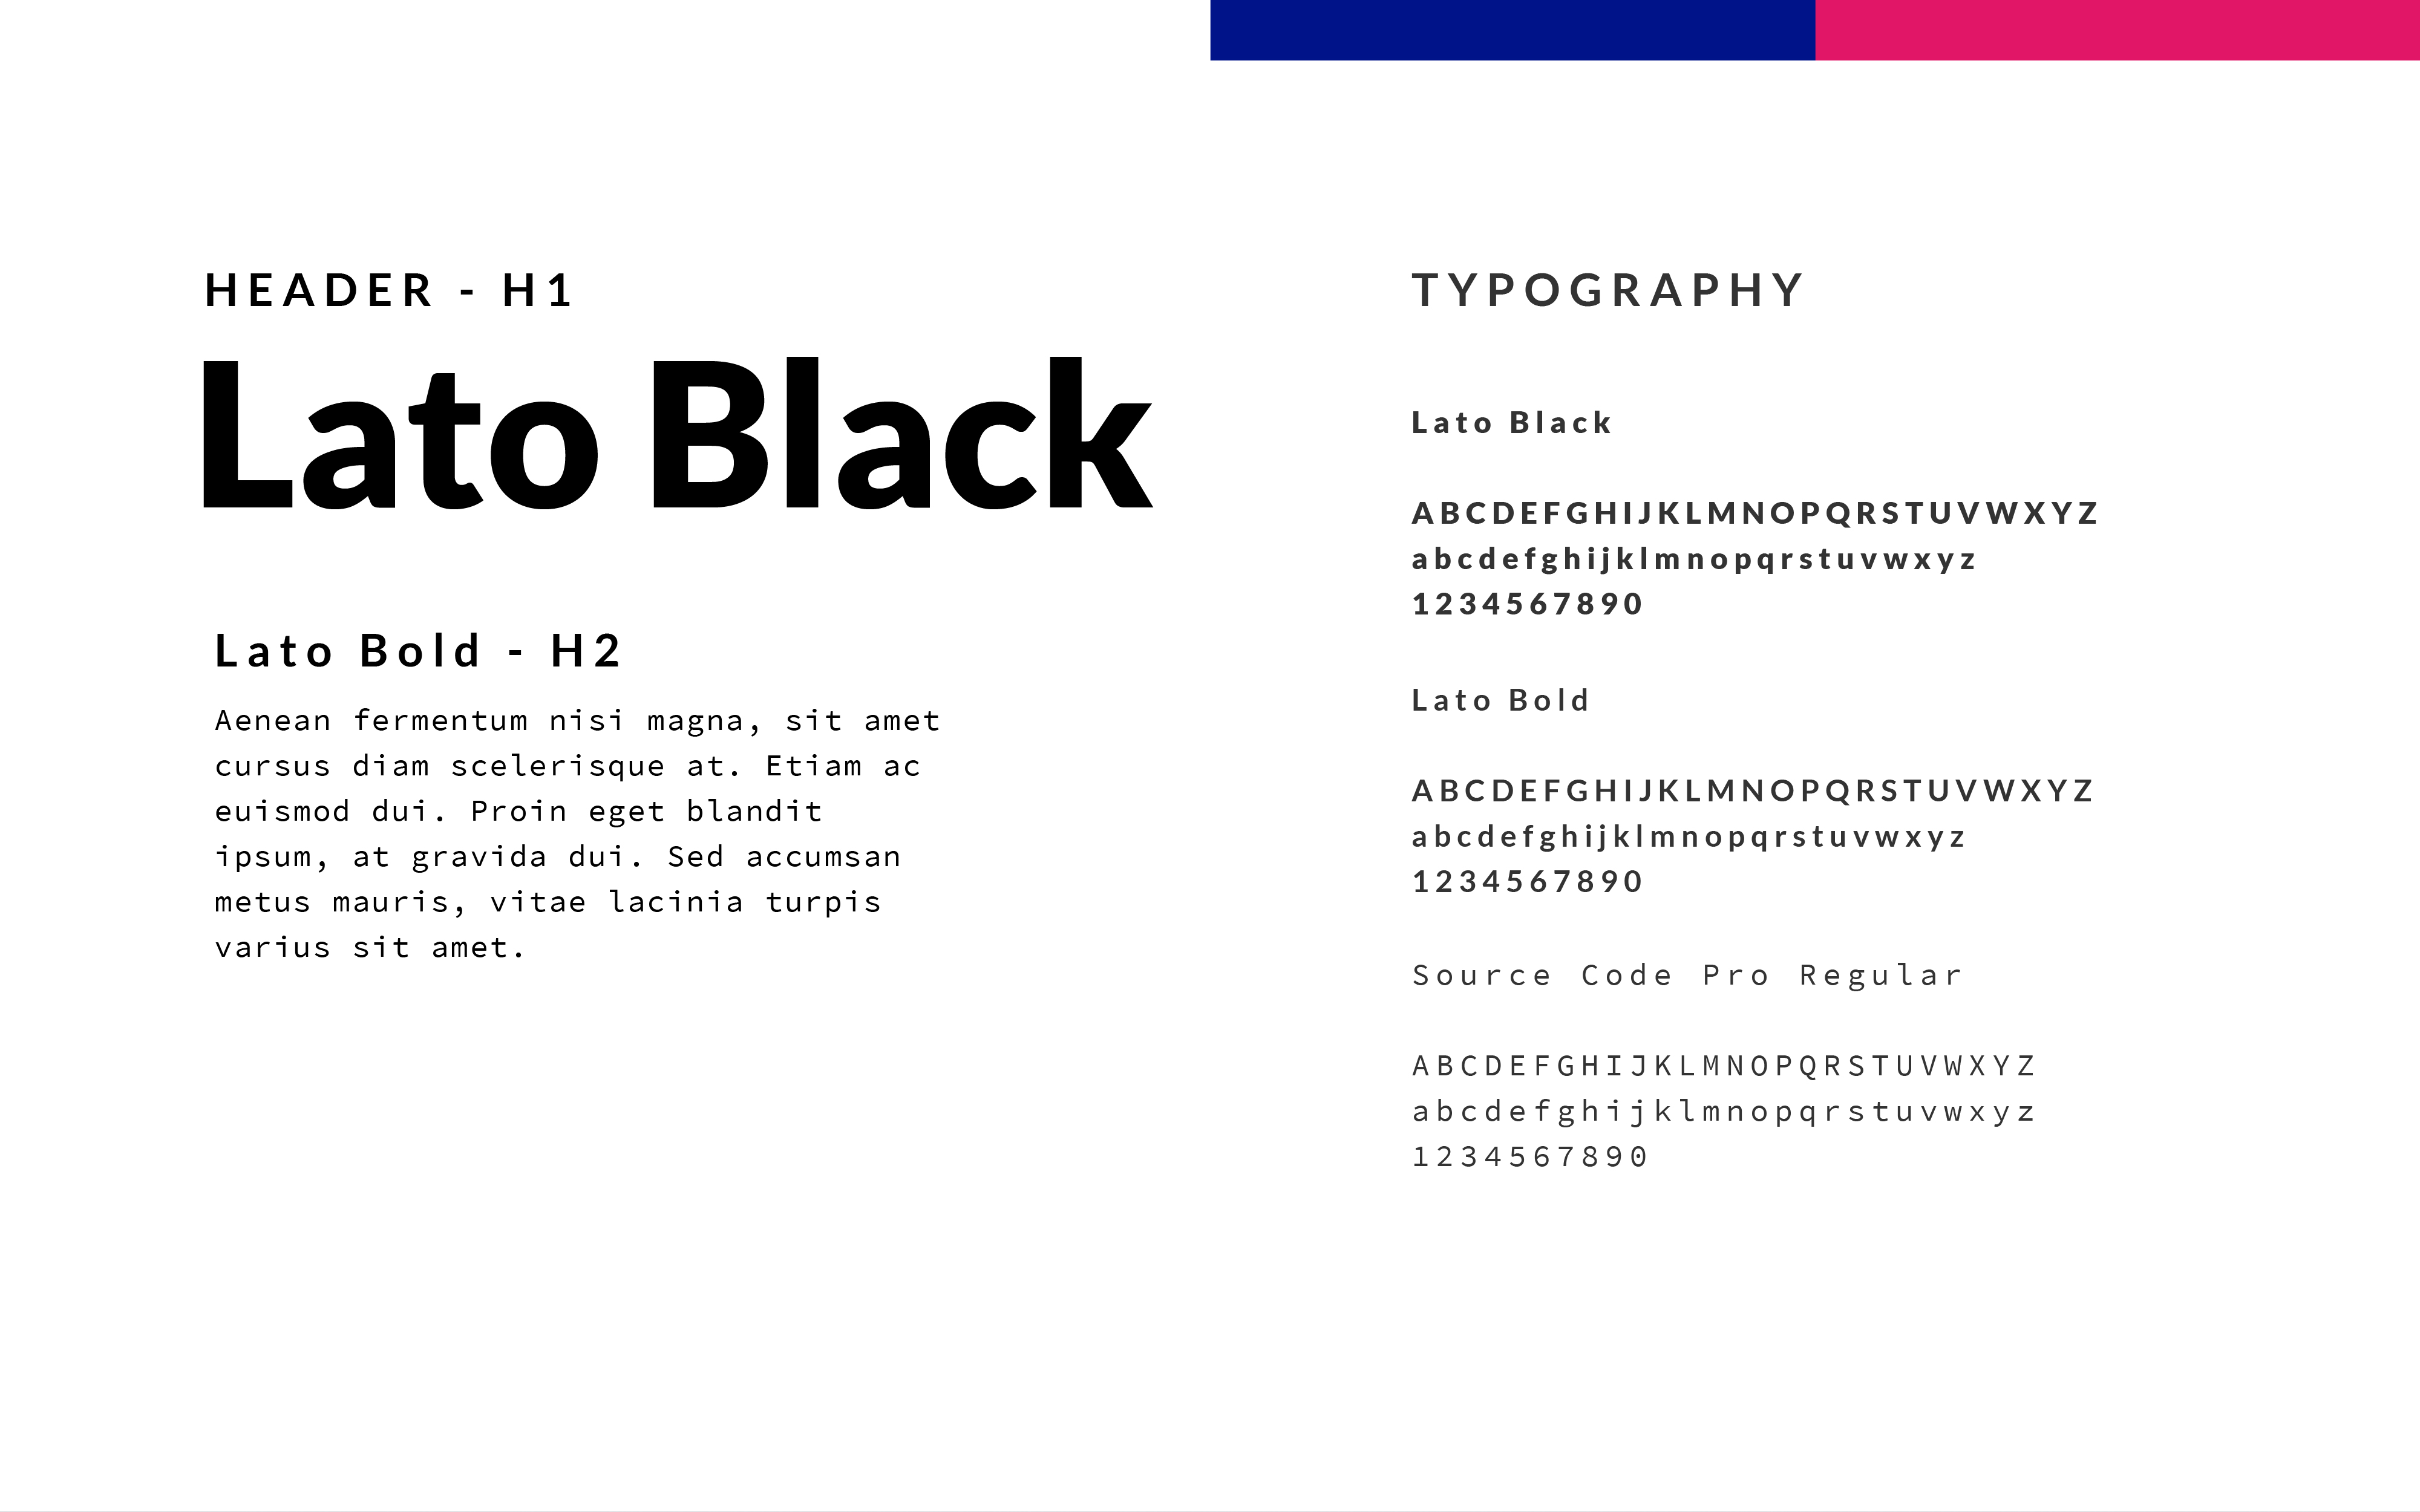 HEADER - H1
Lato Black
Lato Bold - H2
Aenean fermentum nisi magna, sit amet
cursus diam scelerisque at. Etiam ac
euismod dui. Proin eget blandit
ipsum, at gravida dui. Sed accumsan
metus mauris, vitae lacinia turpis
varius sit amet.
TYPOGRAPHY
Lato Black
ABCDEFGHIJKLMNOPQRSTUVWXYZ
abcdefghijklmnopqrstuvwxyz
1234567890
Lato Bold
ABCDEFGHIJKLMNOPQRSTUVWXYZ
abcdefghijklmnopqrstuvwxyz
1234567890
Source Code Pro Regular
ABCDEFGHIJKLMNOPQRSTUVWXYZ
abcdefghijklmnopqrstuvwxyz
1234567890